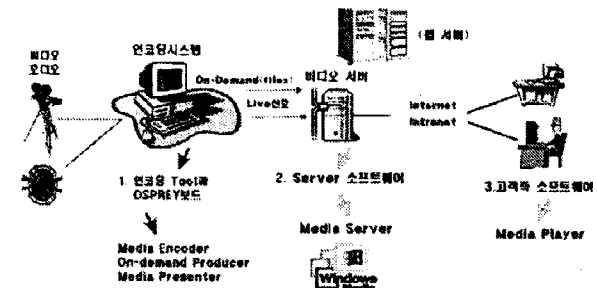 (웹 서버)
비디오
오디오
인코딩시스템
On-Demand(files)
비디오 서버
Live신호
Internet
Intranet
1. 인코딩 Tool과
OSPREY보드
2. Server 소프트웨어
3.고객측 소프트웨어
Media Server
Media Player
Media Encoder
On-demand Producer
Media Presenter
Windows